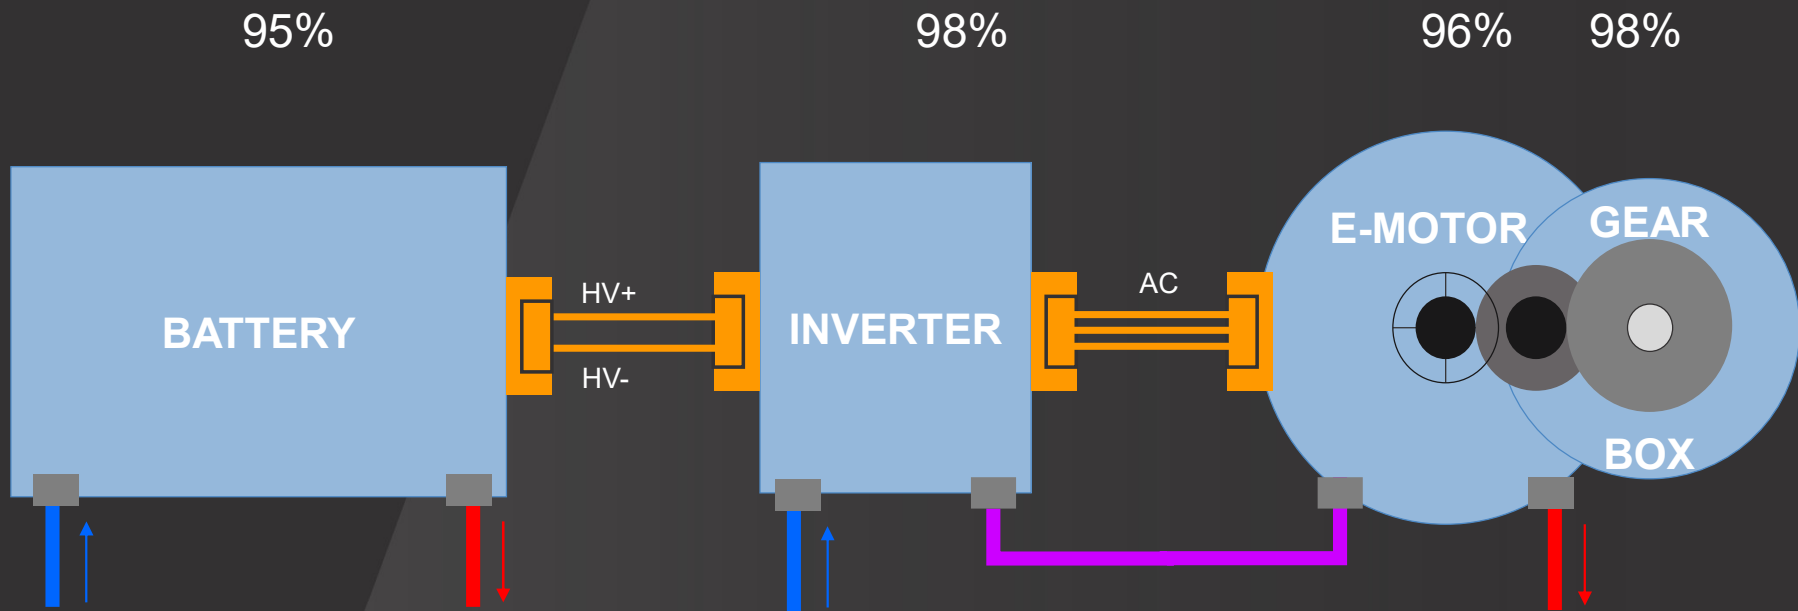 95%
98%
96%
98%
BATTERY
HV+
HV-
INVERTER
AC
E-MOTOR
GEAR
BOX